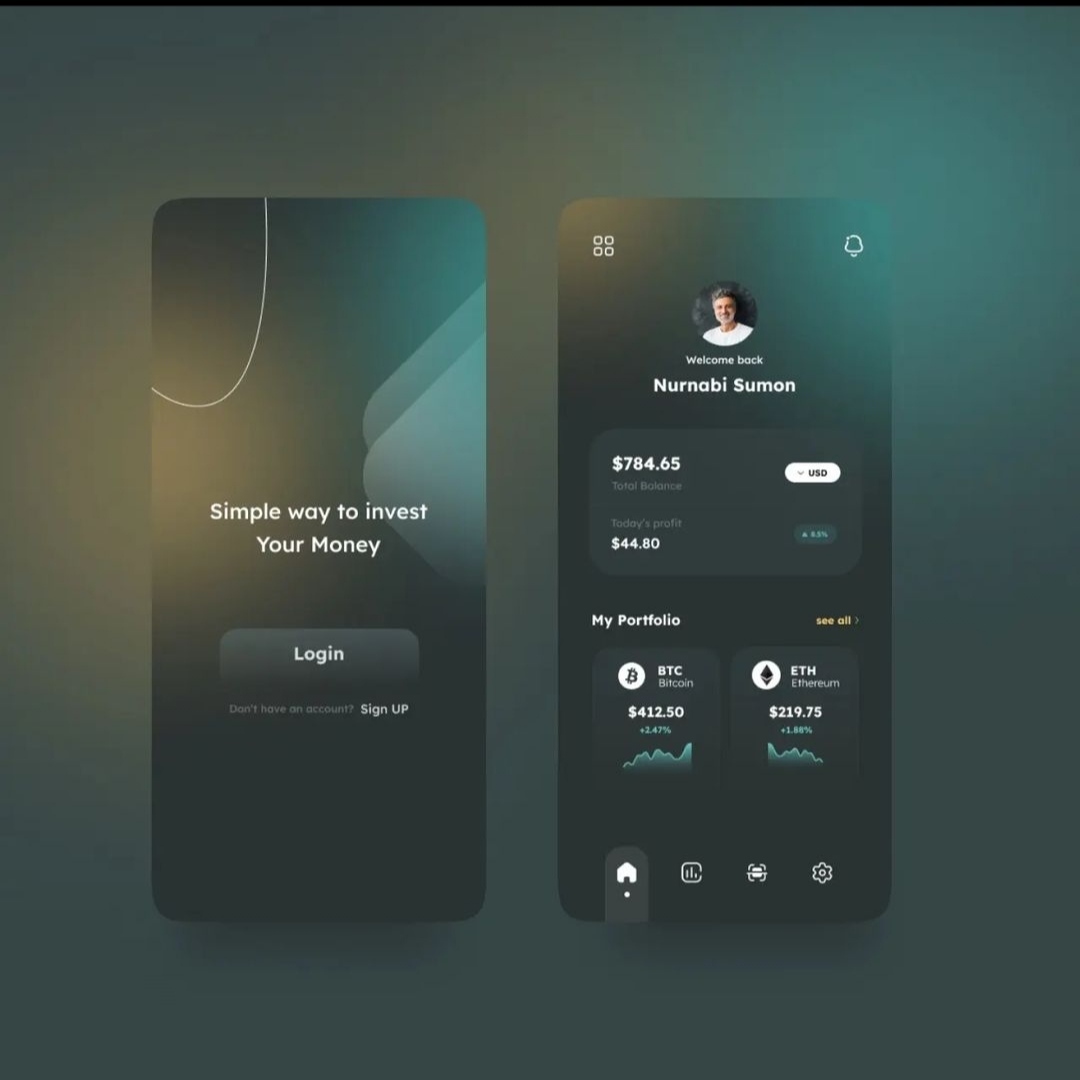 Simple way to invest
Your Money
Login
Don't have an account? Sign UP
Welcome back
Nurnabi Sumon
$784.65
Total Balance
USD
Today's profit
$44.80
8.5%
My Portfolio
see all
BTC
Bitcoin
$412.50
+2.47%
ETH
Ethereum
$219.75
+1.88%